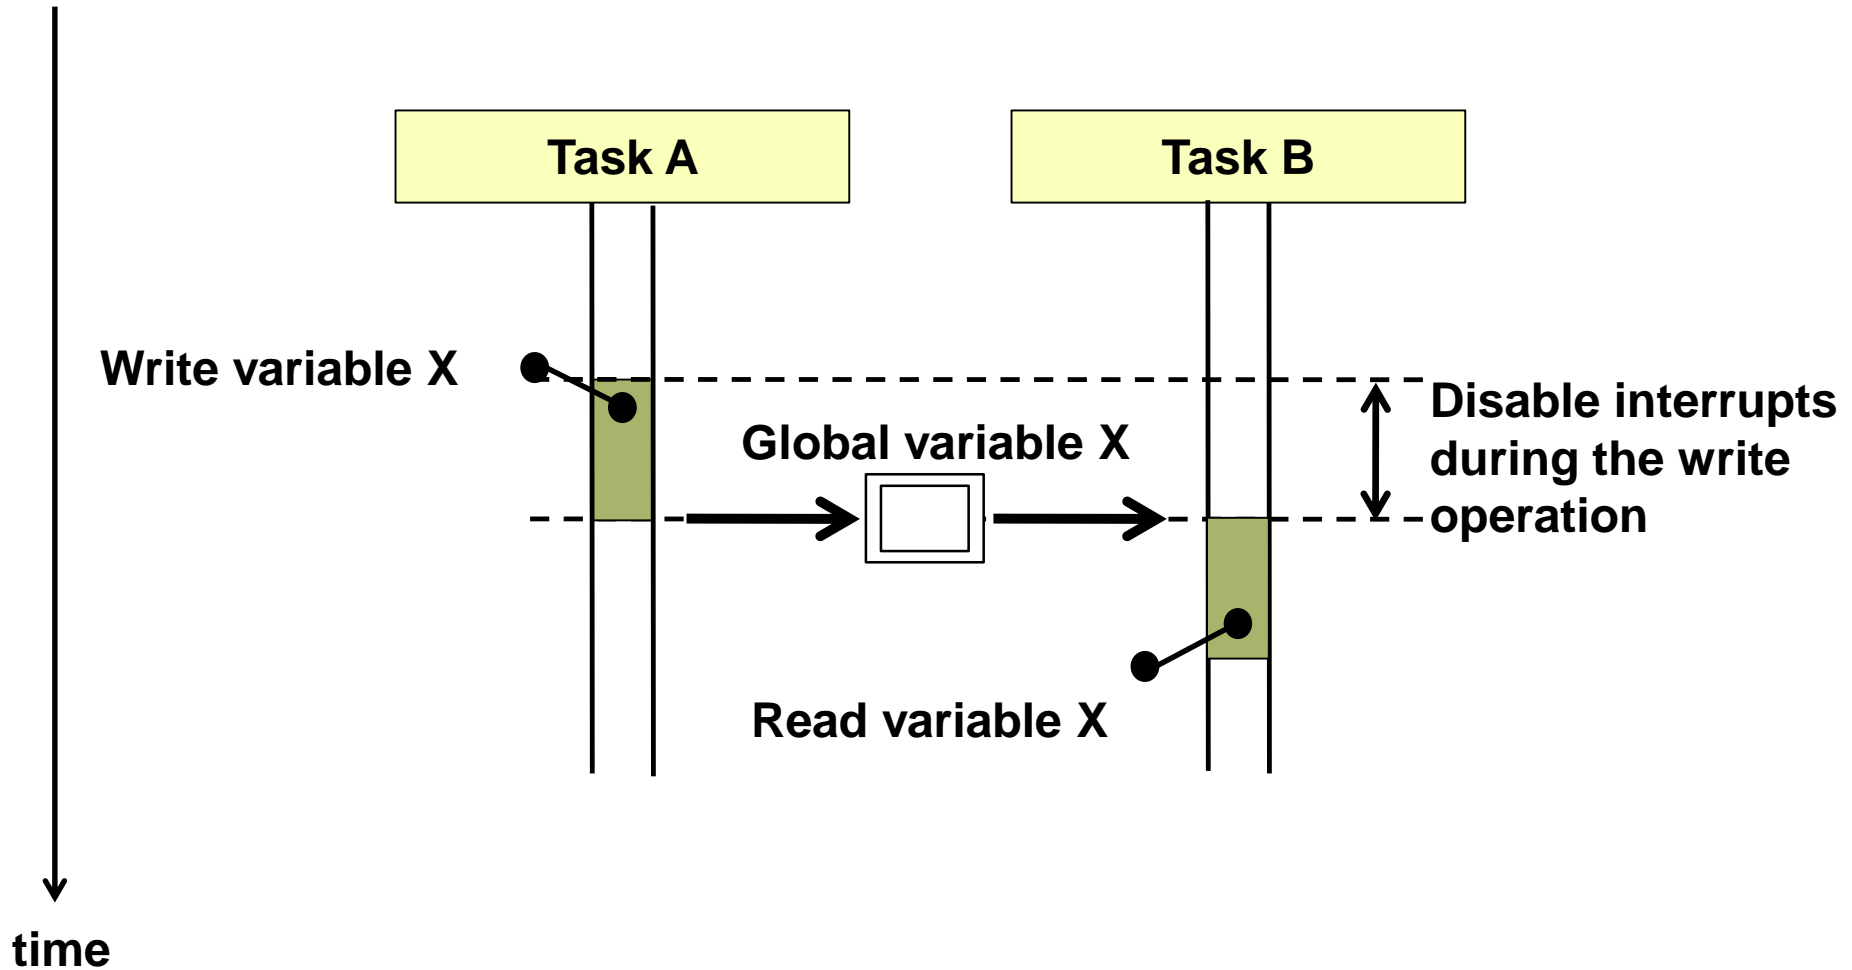 Task A
Task B
Write variable X
Disable interrupts
during the write
operation
Global variable X
Read variable X
time